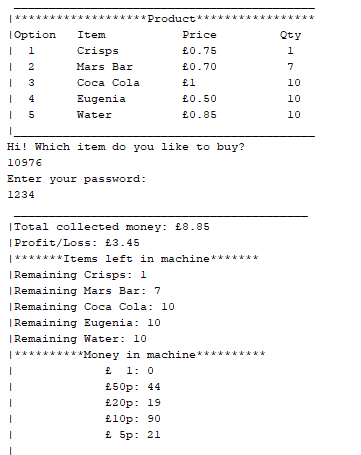 |*******************Product*****************
|Option Item Price Qty
| 1 Crisps £0.75 1
| 2 Mars Bar £0.70 7
| 3 Coca Cola £1 10
| 4 Eugenia £0.50 10
| 5 Water £0.85 10
|___________________________________________
Hi! Which item do you like to buy?
10976
Enter your password:
1234
__________________________________________
|Total collected money: £8.85
|Profit/Loss: £3.45
|*******Items left in machine*******
|Remaining Crisps: 1
|Remaining Mars Bar: 7
|Remaining Coca Cola: 10
|Remaining Eugenia: 10
|Remaining Water: 10
|**********Money in machine**********
| £ 1: 0
| £50p: 44
| £20p: 19
| £10p: 90
| £ 5p: 21
|